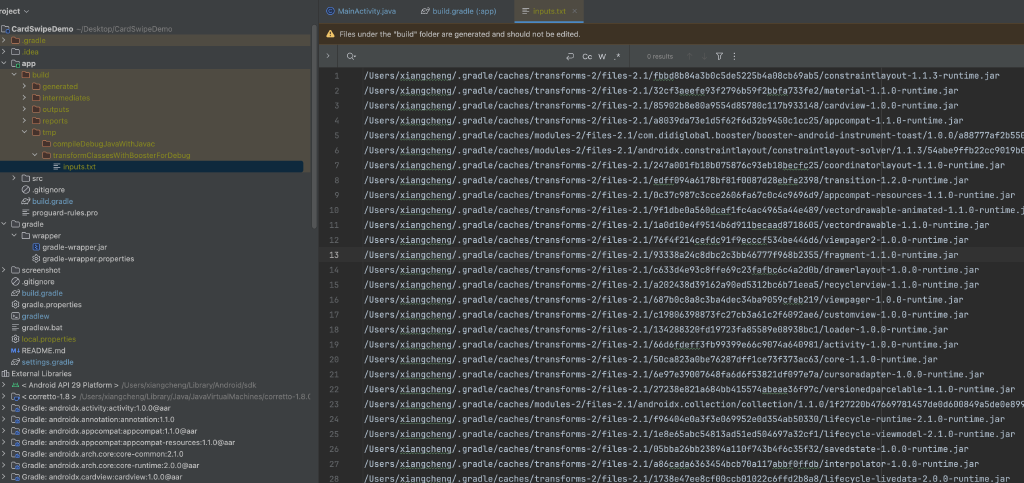 roject
CardSwipeDemo ~/Desktop/CardSwipeDemo
.gradle
.idea
app
build
generated
intermediates
outputs
reports
tmp
compileDebugJavaWithJavac
transformClassesWithBoosterForDebug
inputs.txt
src
.gitignore
build.gradle
proguard-rules.pro
gradle
wrapper
gradle-wrapper.jar
gradle-wrapper.properties
screenshot
.gitignore
build.gradle
gradle.properties
gradlew
gradlew.bat
local.properties
README.md
settings.gradle
External Libraries
< Android API 29 Platform > /Users/xiangcheng/Library/Android/sdk
< corretto-1.8 > /Users/xiangcheng/Library/Java/JavaVirtualMachines/corretto-1.8.0
Gradle: androidx.activity:activity:1.0.0@aar
Gradle: androidx.annotation:annotation:1.1.0
Gradle: androidx.appcompat:appcompat:1.1.0@aar
Gradle: androidx.appcompat:appcompat-resources:1.1.0@aar
Gradle: androidx.arch.core:core-common:2.1.0
Gradle: androidx.arch.core:core-runtime:2.0.0@aar
Gradle: androidx.cardview:cardview:1.0.0@aar
MainActivity.java build.gradle (:app) inputs.txt
Files under the "build" folder are generated and should not be edited.
Cc W .* 0 results
1 /Users/xiangcheng/.gradle/caches/transforms-2/files-2.1/fbbd8b84a3b0c5de5225b4a08cb69ab5/constraintlayout-1.1.3-runtime.jar
2 /Users/xiangcheng/.gradle/caches/transforms-2/files-2.1/32cf3aeefe93f2796b59f2bbfa733fe2/material-1.1.0-runtime.jar
3 /Users/xiangcheng/.gradle/caches/transforms-2/files-2.1/85902b8e80a9554d85780c117b933148/cardview-1.0.0-runtime.jar
4 /Users/xiangcheng/.gradle/caches/transforms-2/files-2.1/a8039da73e1d5f62f6d32b9450c1cc25/appcompat-1.1.0-runtime.jar
5 /Users/xiangcheng/.gradle/caches/modules-2/files-2.1/com.didiglobal.booster/booster-android-instrument-toast/1.0.0/a88777af2b550
6 /Users/xiangcheng/.gradle/caches/modules-2/files-2.1/androidx.constraintlayout/constraintlayout-solver/1.1.3/54abe9ffb22cc9019b0
7 /Users/xiangcheng/.gradle/caches/transforms-2/files-2.1/247a001fb18b075876c93eb18becfc25/coordinatorlayout-1.1.0-runtime.jar
8 /Users/xiangcheng/.gradle/caches/transforms-2/files-2.1/edff094a6178bf81f0087d28ebfe2398/transition-1.2.0-runtime.jar
9 /Users/xiangcheng/.gradle/caches/transforms-2/files-2.1/0c37c987c3cce2606fa67c0c4c9696d9/appcompat-resources-1.1.0-runtime.jar
10 /Users/xiangcheng/.gradle/caches/transforms-2/files-2.1/9f1dbe0a560dcaf1fc4ac4965a44e489/vectordrawable-animated-1.1.0-runtime.j
11 /Users/xiangcheng/.gradle/caches/transforms-2/files-2.1/1a0d10e4f9514b6d911becaad8718605/vectordrawable-1.1.0-runtime.jar
12 /Users/xiangcheng/.gradle/caches/transforms-2/files-2.1/76f4f214cefdc91f9ecccf534be446d6/viewpager2-1.0.0-runtime.jar
13 /Users/xiangcheng/.gradle/caches/transforms-2/files-2.1/93338a24c8dbc2c3bb46777f968b2355/fragment-1.1.0-runtime.jar
14 /Users/xiangcheng/.gradle/caches/transforms-2/files-2.1/c633d4e93c8ffe69c23fafbc6c4a2d0b/drawerlayout-1.0.0-runtime.jar
15 /Users/xiangcheng/.gradle/caches/transforms-2/files-2.1/a202438d39162a90ed5312bc6b71eea5/recyclerview-1.1.0-runtime.jar
16 /Users/xiangcheng/.gradle/caches/transforms-2/files-2.1/687b0c8a8c3ba4dec34ba9059cfeb219/viewpager-1.0.0-runtime.jar
17 /Users/xiangcheng/.gradle/caches/transforms-2/files-2.1/c19806398873fc27cb3a61c2f6092ae6/customview-1.0.0-runtime.jar
18 /Users/xiangcheng/.gradle/caches/transforms-2/files-2.1/134288320fd19723fa85589e08938bc1/loader-1.0.0-runtime.jar
19 /Users/xiangcheng/.gradle/caches/transforms-2/files-2.1/66d6fdeff3fb99399e66c9074a640981/activity-1.0.0-runtime.jar
20 /Users/xiangcheng/.gradle/caches/transforms-2/files-2.1/50ca823a0be76287dff1ce73f373ac63/core-1.1.0-runtime.jar
21 /Users/xiangcheng/.gradle/caches/transforms-2/files-2.1/6e97e39007648fa6d6f53821df097e7a/cursoradapter-1.0.0-runtime.jar
22 /Users/xiangcheng/.gradle/caches/transforms-2/files-2.1/27238e821a684bb415574abeae36f97c/versionedparcelable-1.1.0-runtime.jar
23 /Users/xiangcheng/.gradle/caches/modules-2/files-2.1/androidx.collection/collection/1.1.0/1f27220b47669781457de0d600849a5de0e899
24 /Users/xiangcheng/.gradle/caches/transforms-2/files-2.1/f96404e0a3f3e069952e0d354ab50330/lifecycle-runtime-2.1.0-runtime.jar
25 /Users/xiangcheng/.gradle/caches/transforms-2/files-2.1/1e8e65abc54813ad51ed504697a32cf1/lifecycle-viewmodel-2.1.0-runtime.jar
26 /Users/xiangcheng/.gradle/caches/transforms-2/files-2.1/05bba26bb23894a110f743b4f6c35f32/savedstate-1.0.0-runtime.jar
27 /Users/xiangcheng/.gradle/caches/transforms-2/files-2.1/a86cada6363454bcb70a117abbf0ffdb/interpolator-1.0.0-runtime.jar
28 /Users/xiangcheng/.gradle/caches/transforms-2/files-2.1/1738e47ee8cf00ccb01022c6ffd2b8a8/lifecycle-livedata-2.0.0-runtime.jar